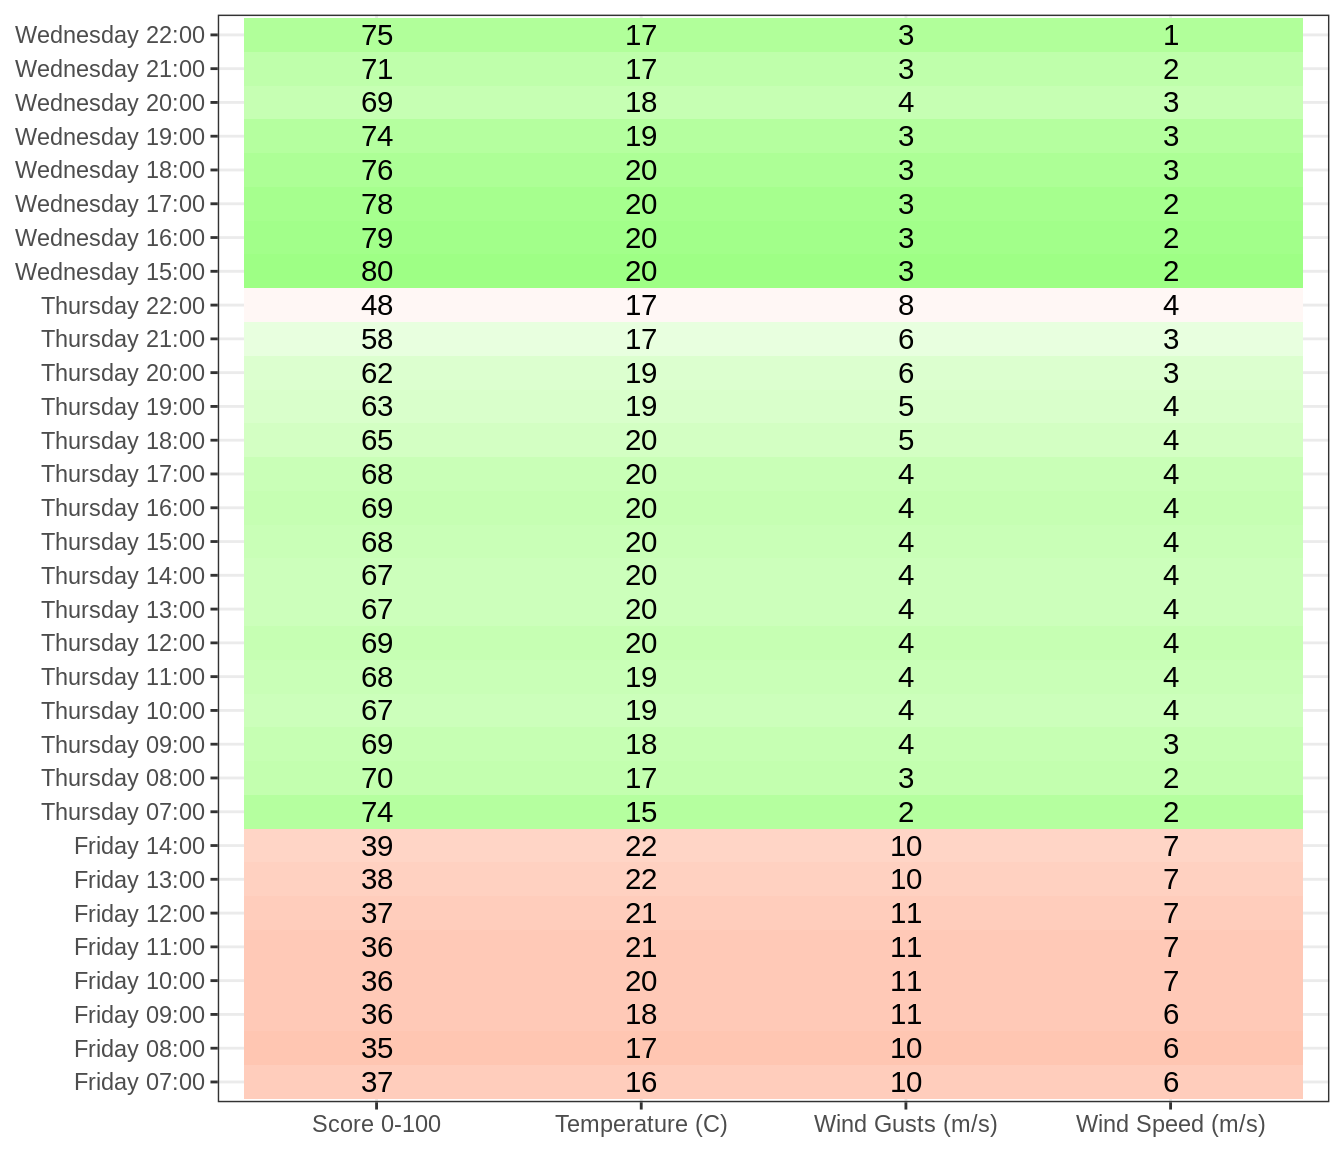 Wednesday 22:00 75 17 3 1
Wednesday 21:00 71 17 3 2
Wednesday 20:00 69 18 4 3
Wednesday 19:00 74 19 3 3
Wednesday 18:00 76 20 3 3
Wednesday 17:00 78 20 3 2
Wednesday 16:00 79 20 3 2
Wednesday 15:00 80 20 3 2
Thursday 22:00 48 17 8 4
Thursday 21:00 58 17 6 3
Thursday 20:00 62 19 6 3
Thursday 19:00 63 19 5 4
Thursday 18:00 65 20 5 4
Thursday 17:00 68 20 4 4
Thursday 16:00 69 20 4 4
Thursday 15:00 68 20 4 4
Thursday 14:00 67 20 4 4
Thursday 13:00 67 20 4 4
Thursday 12:00 69 20 4 4
Thursday 11:00 68 19 4 4
Thursday 10:00 67 19 4 4
Thursday 09:00 69 18 4 3
Thursday 08:00 70 17 3 2
Thursday 07:00 74 15 2 2
Friday 14:00 39 22 10 7
Friday 13:00 38 22 10 7
Friday 12:00 37 21 11 7
Friday 11:00 36 21 11 7
Friday 10:00 36 20 11 7
Friday 09:00 36 18 11 6
Friday 08:00 35 17 10 6
Friday 07:00 37 16 10 6
Score 0-100 Temperature (C) Wind Gusts (m/s) Wind Speed (m/s)